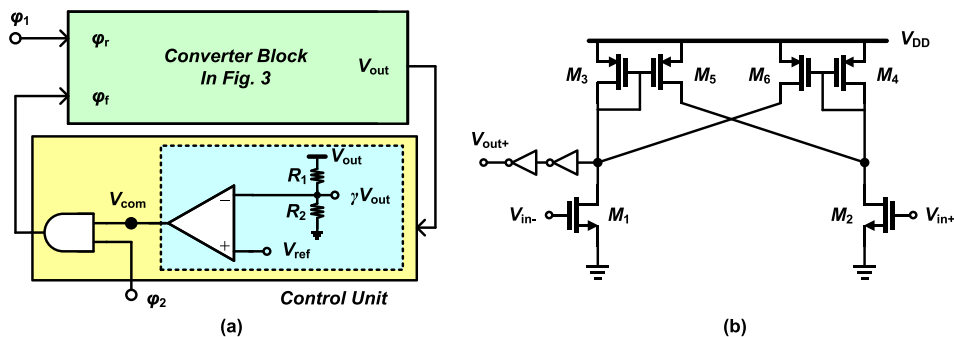 φ1
φr
Converter Block
In Fig. 3
Vout
φf
Vout
R1
R2
γVout
Vcom
−
+
Vref
φ2
Control Unit
(a)
VDD
M3
M5
M6
M4
Vout+
Vin-
M1
M2
Vin+
(b)